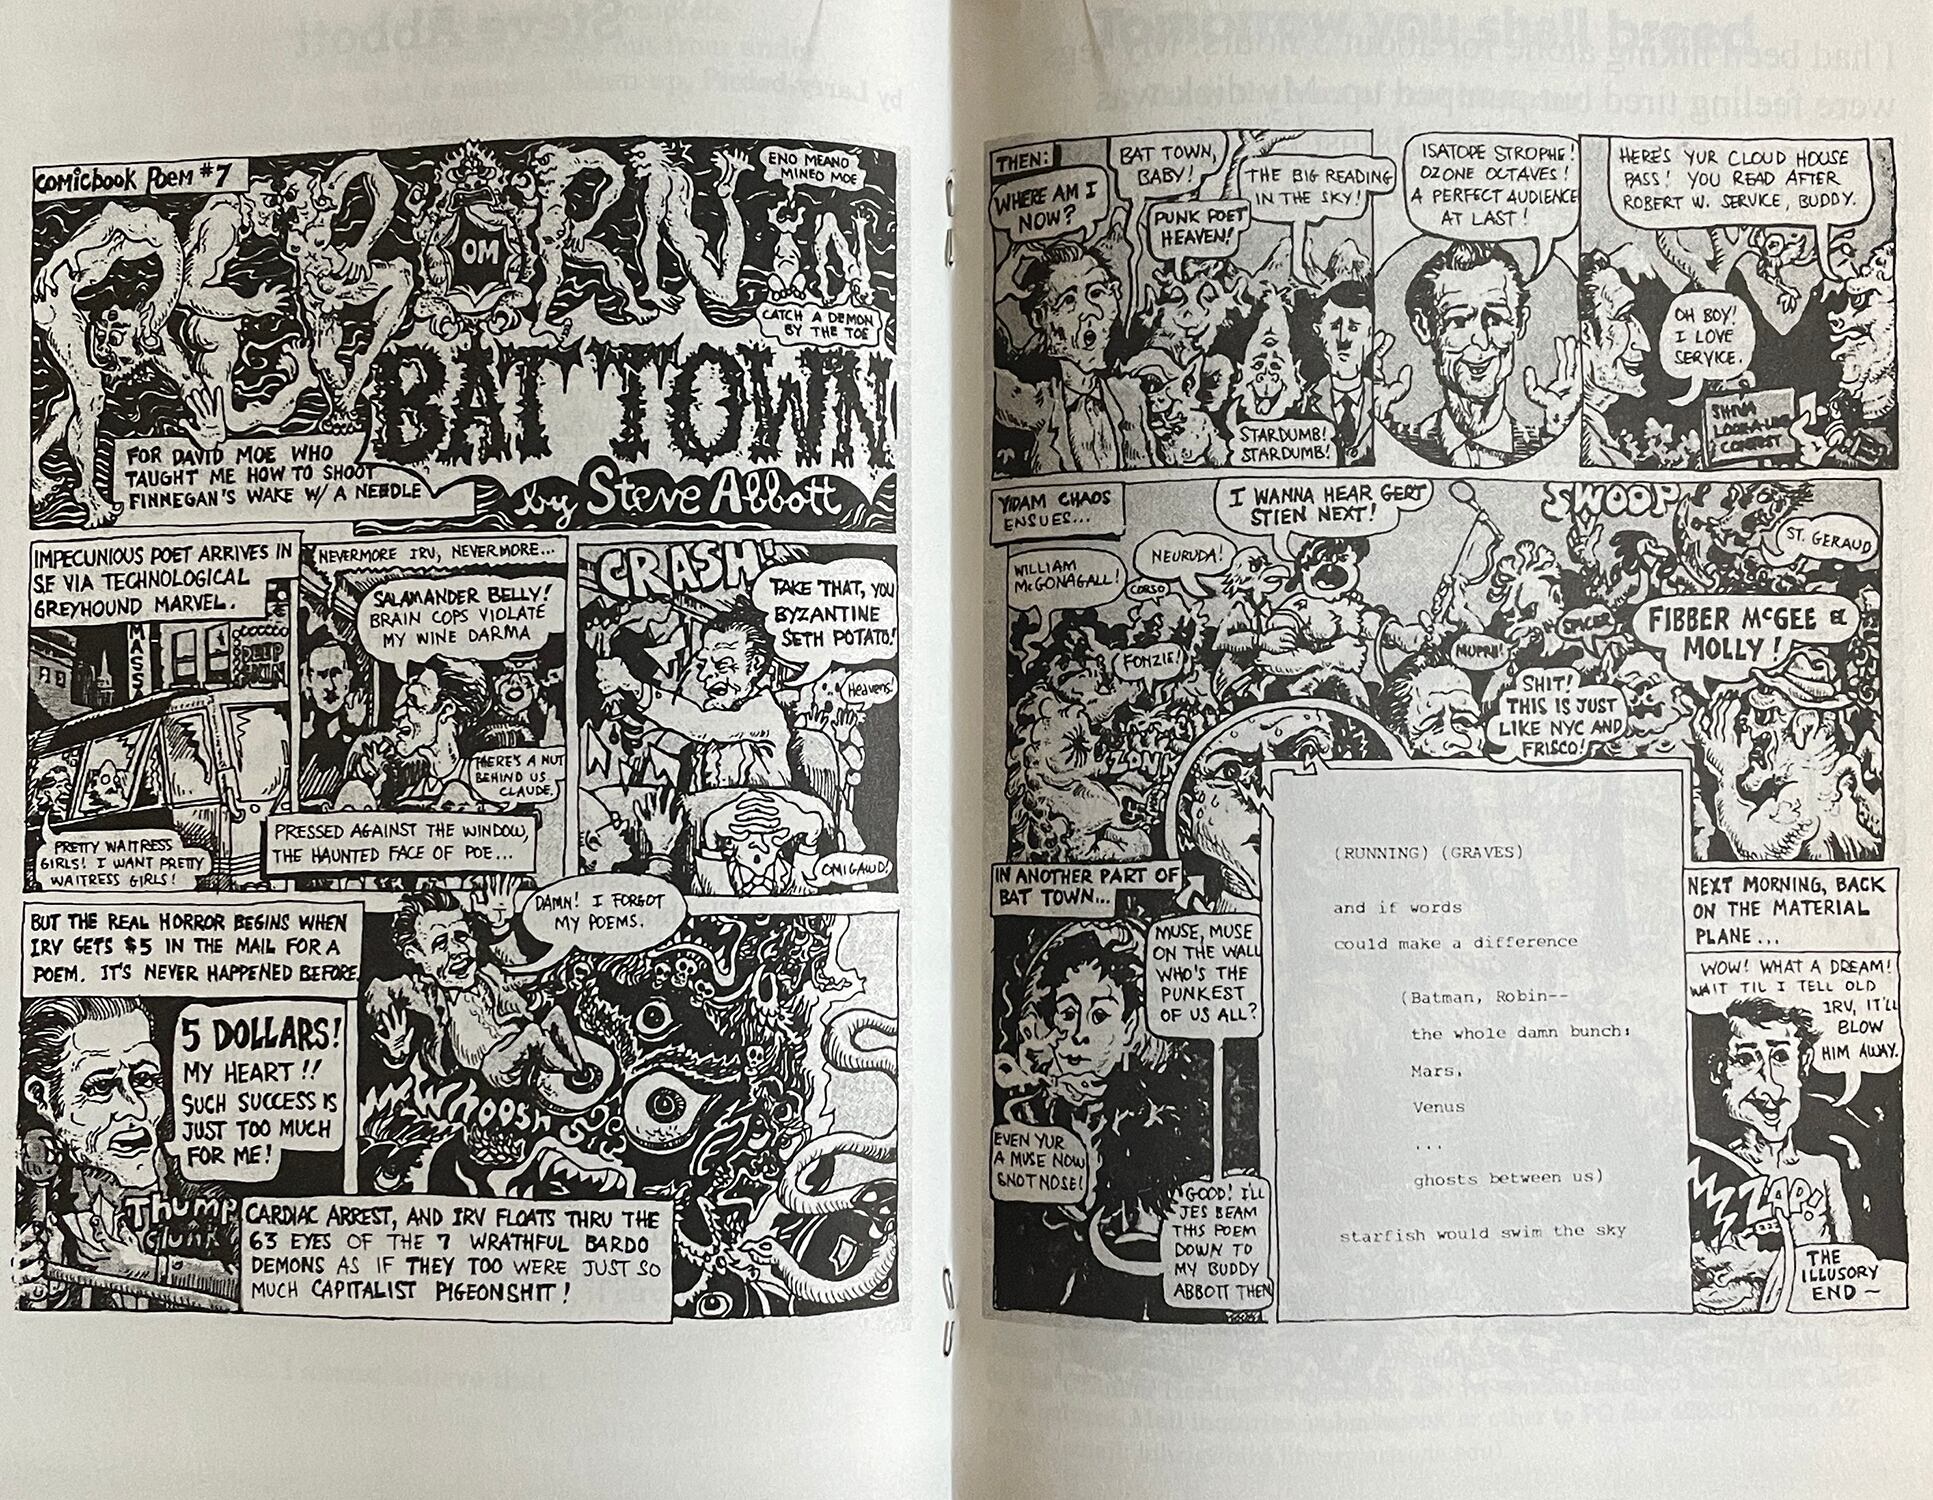 Comicbook Poem #7
REBORN IN
OM
ENO MEANO
MINEO MOE
CATCH A DEMON
BY THE TOE
BAT TOWN
FOR DAVID MOE WHO
TAUGHT ME HOW TO SHOOT
FINNEGAN'S WAKE W/ A NEEDLE
by Steve Abbott
IMPECUNIOUS POET ARRIVES IN
S.F. VIA TECHNOLOGICAL
GREYHOUND MARVEL.
MASSA
DEEP
SKIN
PRETTY WAITRESS
GIRLS! I WANT PRETTY
WAITRESS GIRLS!
NEVERMORE IRV, NEVERMORE...
SALAMANDER BELLY!
BRAIN COPS VIOLATE
MY WINE DARMA
THERE'S A NUT
BEHIND US
CLAUDE.
PRESSED AGAINST THE WINDOW,
THE HAUNTED FACE OF POE...
CRASH!
TAKE THAT, YOU
BYZANTINE
SETH POTATO!
Heavens!
OMIGAWD!
BUT THE REAL HORROR BEGINS WHEN
IRV GETS $5 IN THE MAIL FOR A
POEM. IT'S NEVER HAPPENED BEFORE
5 DOLLARS!
MY HEART!!
SUCH SUCCESS IS
JUST TOO MUCH
FOR ME!
Thump
Clunk
DAMN! I FORGOT
MY POEMS.
WHOOSH
CARDIAC ARREST, AND IRV FLOATS THRU THE
63 EYES OF THE 7 WRATHFUL BARDO
DEMONS AS IF THEY TOO WERE JUST SO
MUCH CAPITALIST PIGEONSHIT!
THEN:
WHERE AM I
NOW?
BAT TOWN,
BABY!
PUNK POET
HEAVEN!
THE BIG READING
IN THE SKY!
STARDUMB!
STARDUMB!
ISATOPE STROPHE!
OZONE OCTAVES!
A PERFECT AUDIENCE
AT LAST!
HERE'S YUR CLOUD HOUSE
PASS! YOU READ AFTER
ROBERT W. SERVICE, BUDDY.
OH BOY!
I LOVE
SERVICE.
SHIVA
LOOK-A-LIKE
CONTEST
YIDAM CHAOS
ENSUES...
WILLIAM
McGONAGALL!
CORSO
NEURUDA!
I WANNA HEAR GERT
STIEN NEXT!
SWOOP
ST. GERAUD
FONZIE!
SPICER
FIBBER McGEE &
MOLLY!
SHIT!
THIS IS JUST
LIKE NYC AND
FRISCO!
ZONK
IN ANOTHER PART OF
BAT TOWN...
MUSE, MUSE
ON THE WALL
WHO'S THE
PUNKEST
OF US ALL?
EVEN YUR
A MUSE NOW
SNOTNOSE!
GOOD! I'LL
JES BEAM
THIS POEM
DOWN TO
MY BUDDY
ABBOTT THEN
(RUNNING) (GRAVES)
and if words
could make a difference
(Batman, Robin--
the whole damn bunch:
Mars,
Venus
...
ghosts between us)
starfish would swim the sky
NEXT MORNING, BACK
ON THE MATERIAL
PLANE...
WOW! WHAT A DREAM!
WAIT TIL I TELL OLD
IRV, IT'LL
BLOW
HIM AWAY.
ZAP!
THE
ILLUSORY
END ~